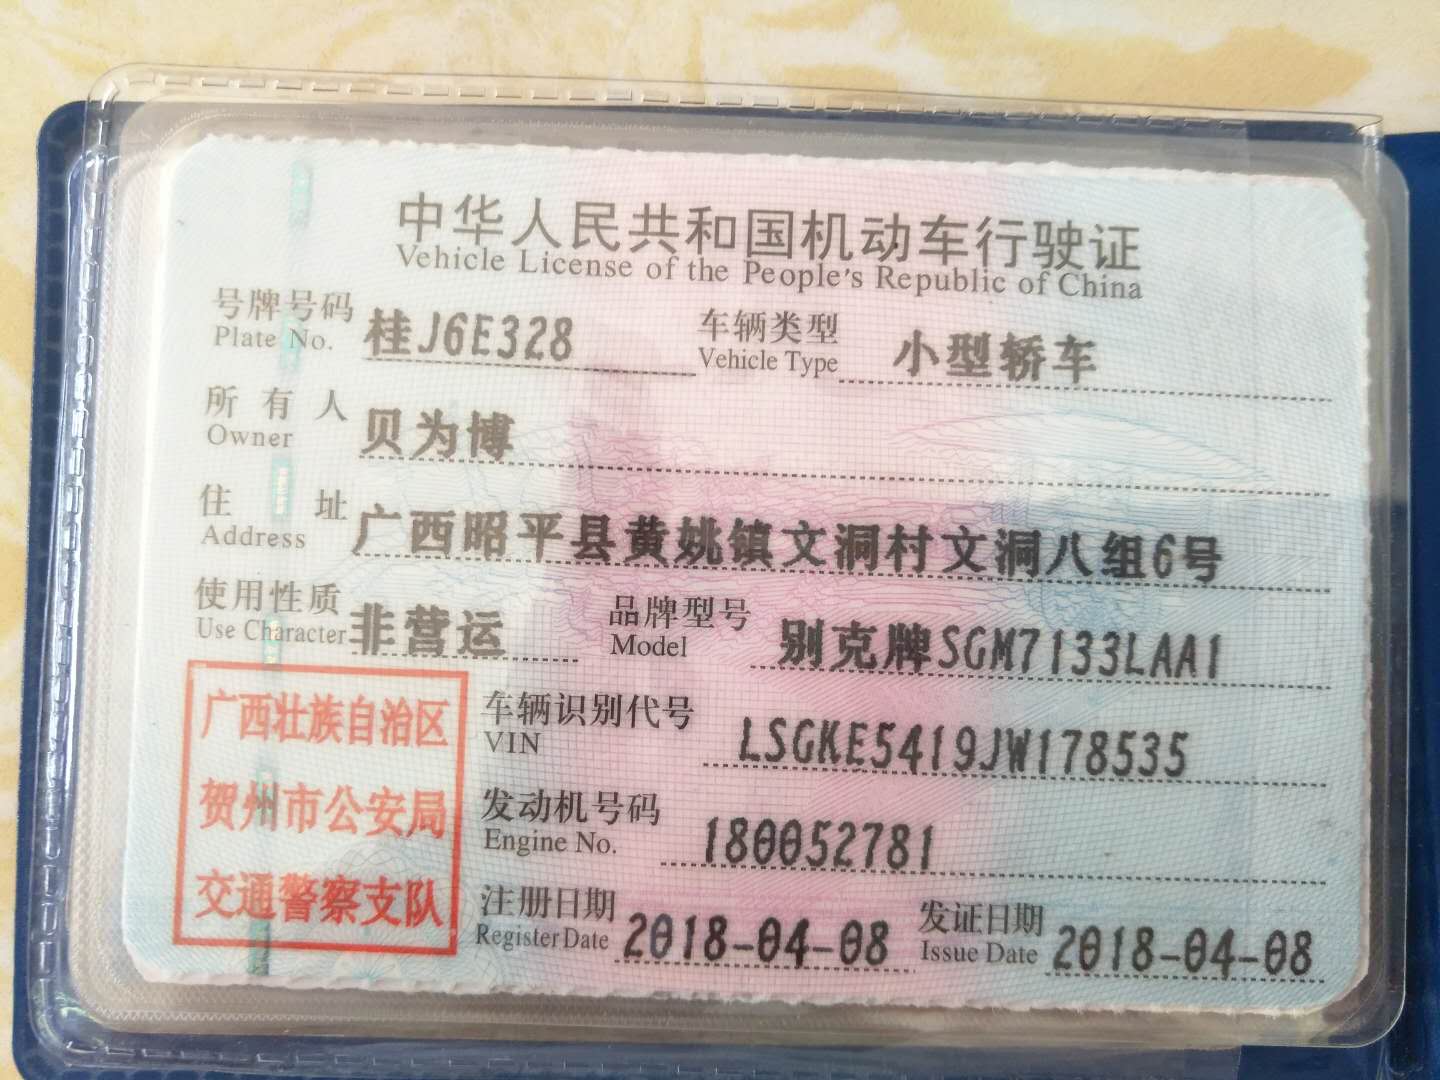 中华人民共和国机动车行驶证
Vehicle License of the People's Republic of China
号牌号码 桂J6E328 车辆类型 小型轿车
Plate No. Vehicle Type
所有人 贝为博
Owner
住址 广西昭平县黄姚镇文洞村文洞八组6号
Address
使用性质 非营运 品牌型号 别克牌SGM7133LAA1
Use Character Model
广西壮族自治区
贺州市公安局
交通警察支队
车辆识别代号 LSGKE5419JW178535
VIN
发动机号码 180052781
Engine No.
注册日期 2018-04-08 发证日期 2018-04-08
Register Date Issue Date